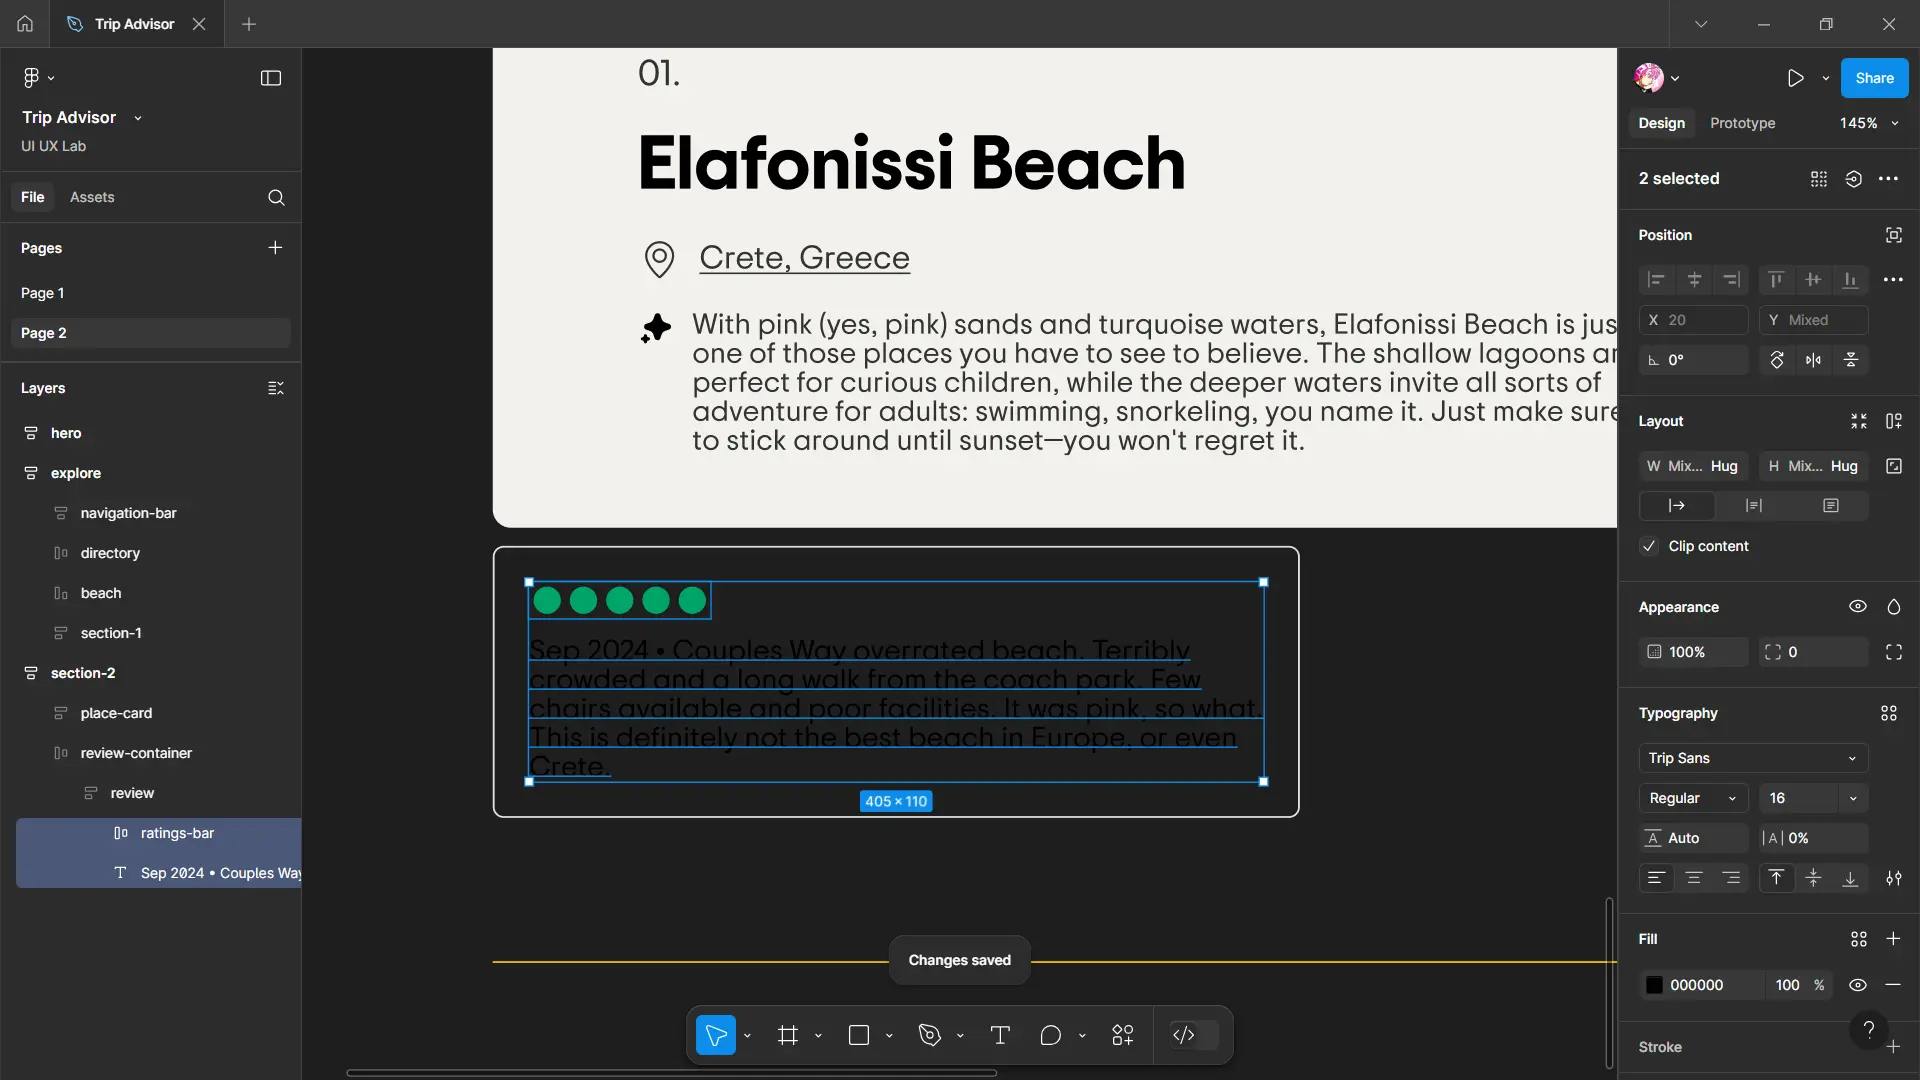 Trip Advisor
Trip Advisor
UI UX Lab
File
Assets
Pages
Page 1
Page 2
Layers
hero
explore
navigation-bar
directory
beach
section-1
section-2
place-card
review-container
review
ratings-bar
Sep 2024 • Couples Way
01.
Elafonissi Beach
Crete, Greece
With pink (yes, pink) sands and turquoise waters, Elafonissi Beach is jus
one of those places you have to see to believe. The shallow lagoons ar
perfect for curious children, while the deeper waters invite all sorts of
adventure for adults: swimming, snorkeling, you name it. Just make sure
to stick around until sunset—you won't regret it.
Sep 2024 • Couples Way overrated beach. Terribly
crowded and a long walk from the coach park. Few
chairs available and poor facilities. It was pink, so what.
This is definitely not the best beach in Europe, or even
Crete.
405 × 110
Changes saved
Share
Design
Prototype
145%
2 selected
Position
X 20
Y Mixed
0°
Layout
W Mix... Hug
H Mix... Hug
Clip content
Appearance
100%
0
Typography
Trip Sans
Regular
16
Auto
|A| 0%
Fill
000000
100 %
Stroke
?